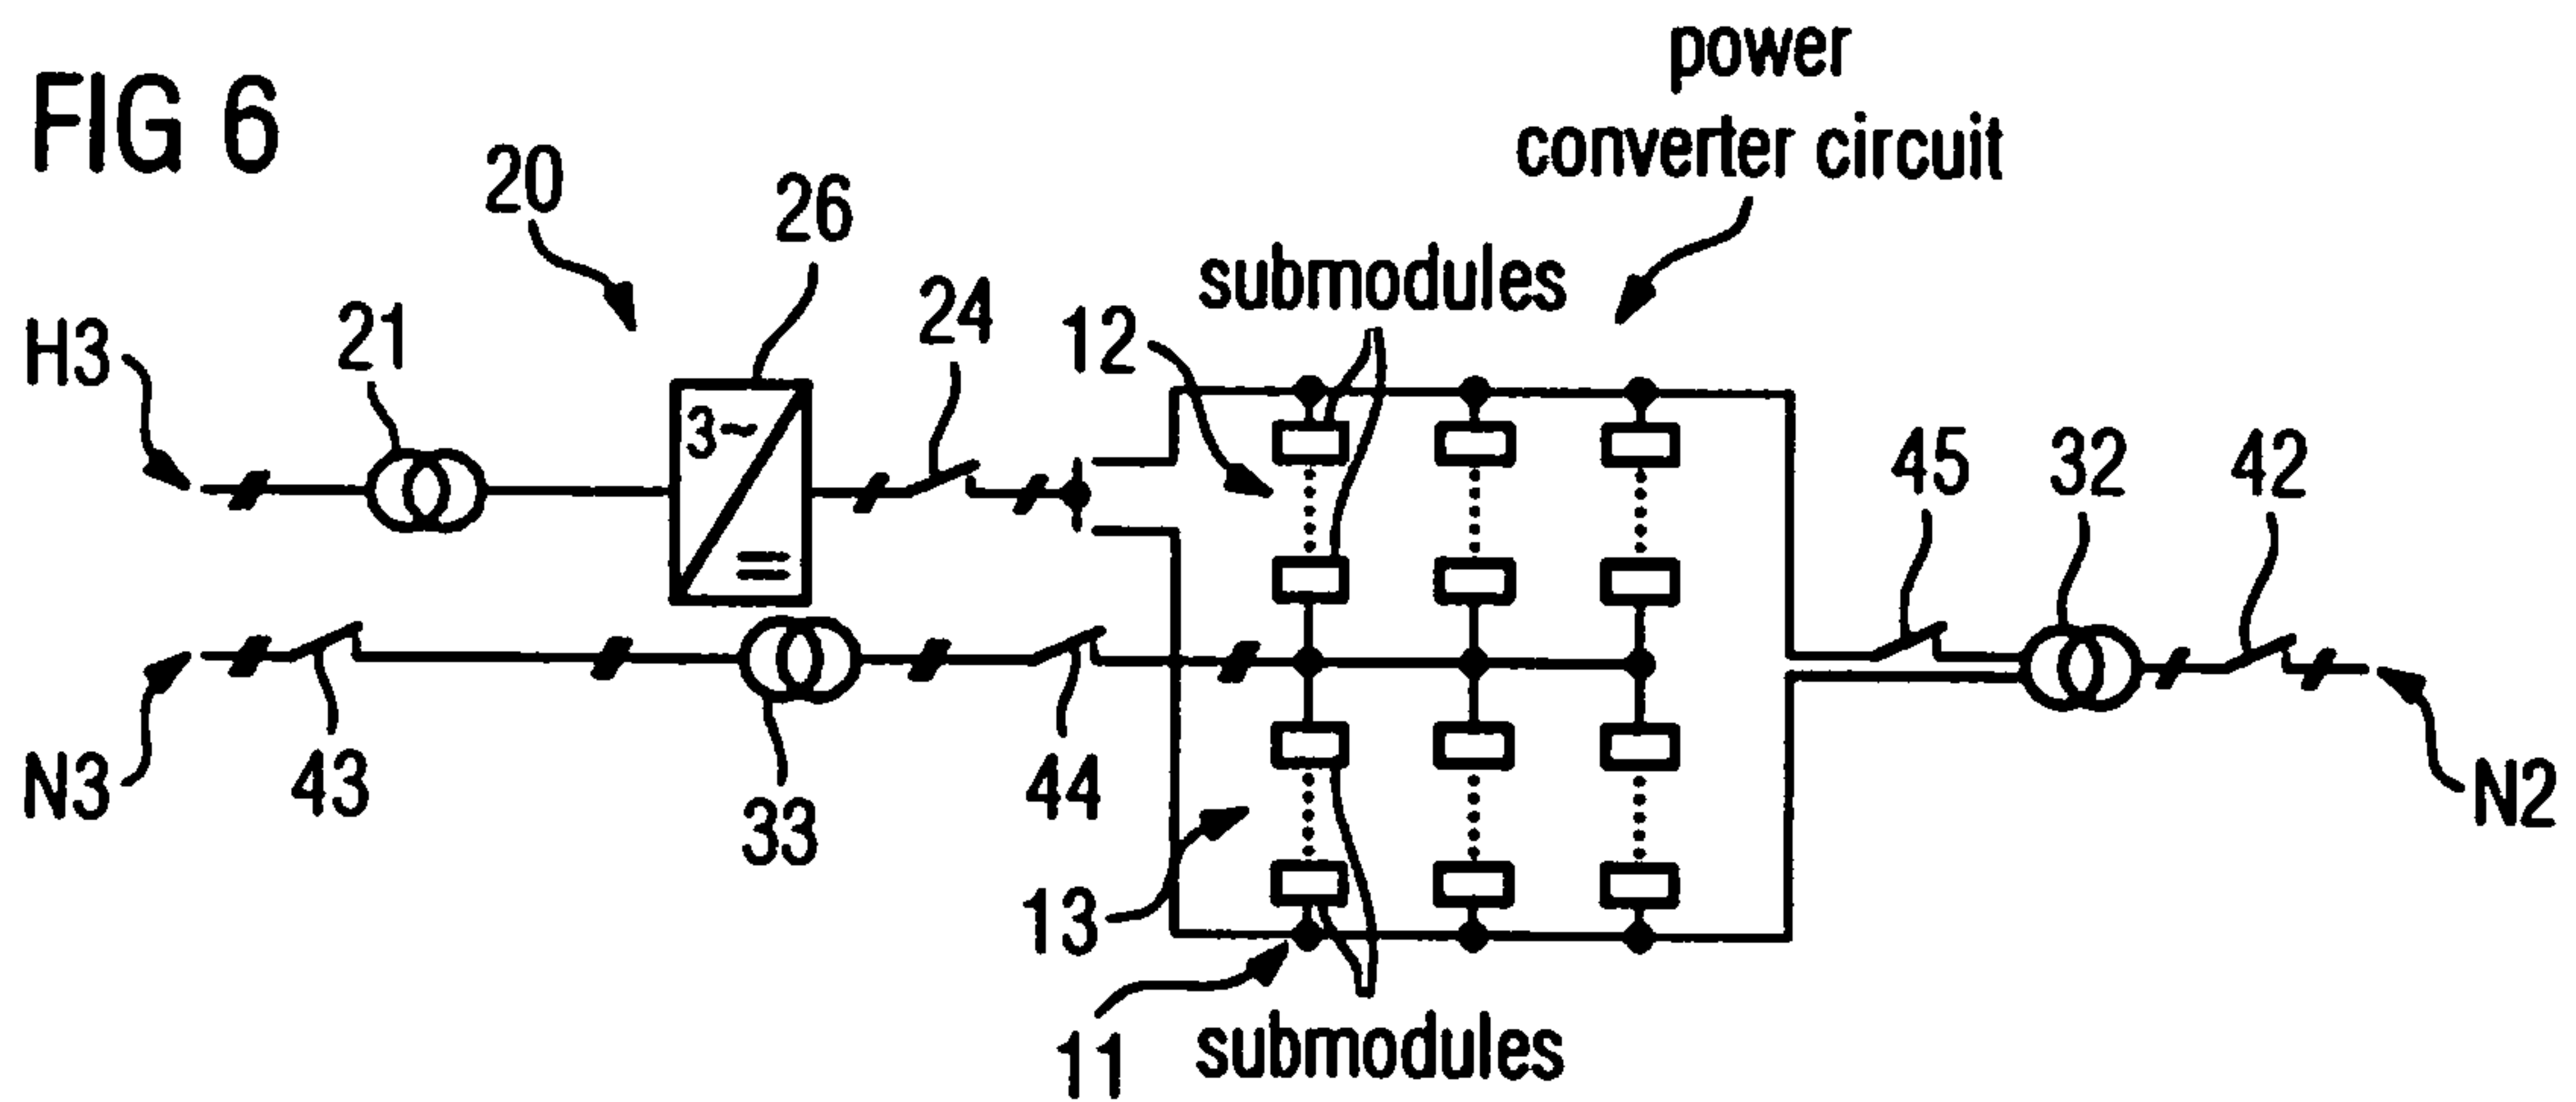 FIG 6
power
converter circuit
20
26
submodules
24
12
21
H3
3~
=
45
32
42
N3
43
33
44
13
N2
11
submodules